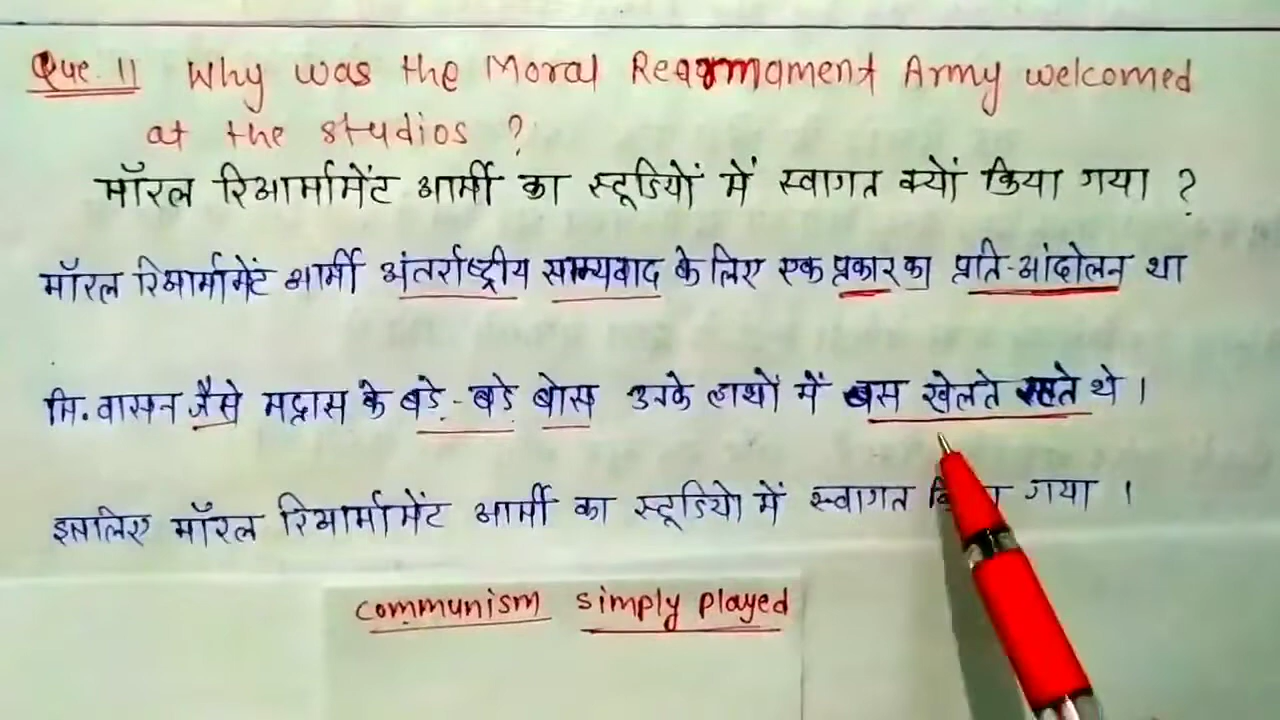 Que. 11 Why was the Moral Rearmament Army welcomed
at the studios ?
मॉरल रिआर्मामेंट आर्मी का स्टूडियों में स्वागत क्यों किया गया ?
मॉरल रिआर्मामेंट आर्मी अंतर्राष्ट्रीय साम्यवाद के लिए एक प्रकार का प्रति-आंदोलन था
मि. वासन जैसे मद्रास के बड़े-बड़े बोस उनके हाथों में बस खेलते रहते थे ।
इसलिए मॉरल रिआर्मामेंट आर्मी का स्टूडियो में स्वागत गया ।
communism simply played